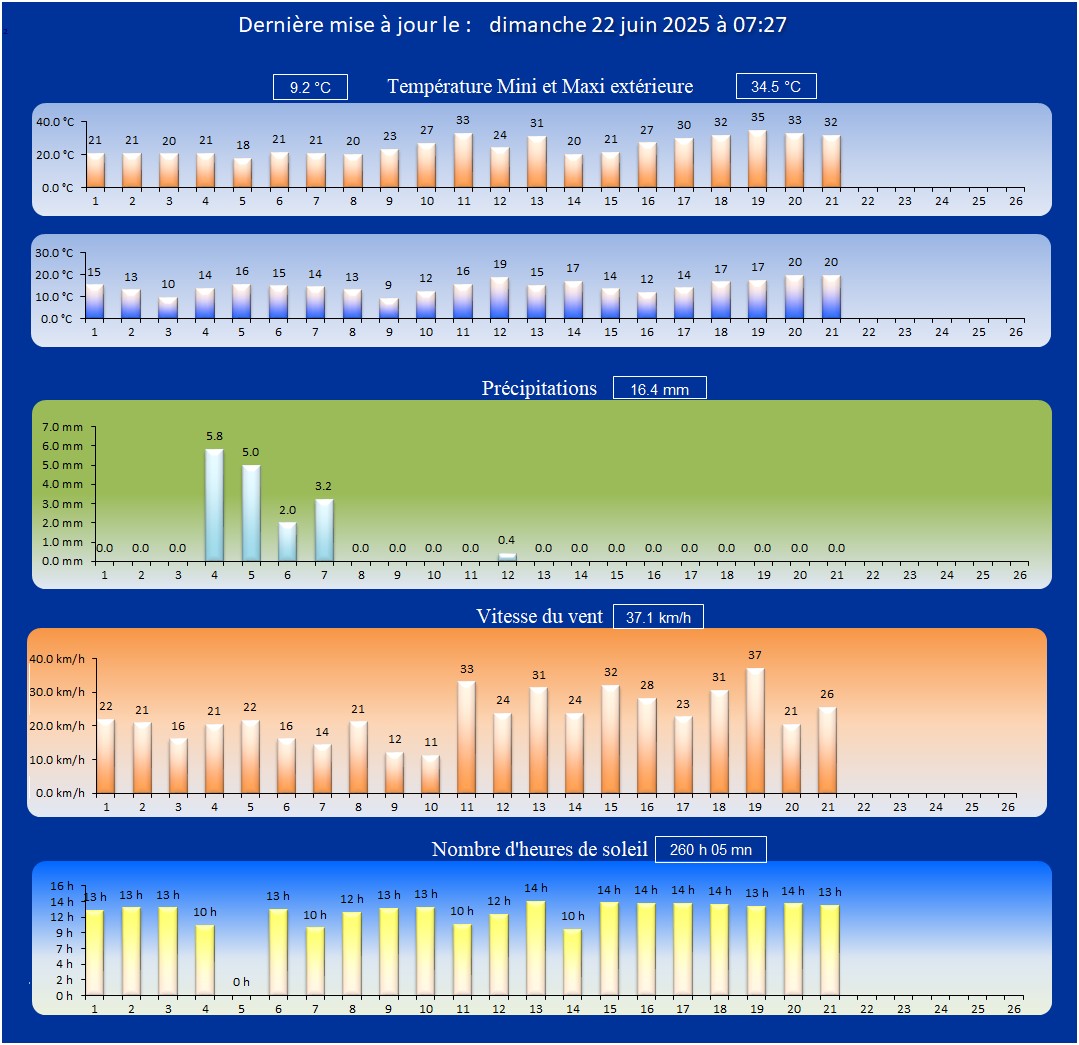 Dernière mise à jour le : dimanche 22 juin 2025 à 07:27
9.2 °C Température Mini et Maxi extérieure 34.5 °C
40.0 °C
20.0 °C
0.0 °C
21 21 20 21 18 21 21 20 23 27 33 24 31 20 21 27 30 32 35 33 32
1 2 3 4 5 6 7 8 9 10 11 12 13 14 15 16 17 18 19 20 21 22 23 24 25 26
30.0 °C
20.0 °C
10.0 °C
0.0 °C
15 13 10 14 16 15 14 13 9 12 16 19 15 17 14 12 14 17 17 20 20
1 2 3 4 5 6 7 8 9 10 11 12 13 14 15 16 17 18 19 20 21 22 23 24 25 26
Précipitations 16.4 mm
7.0 mm
6.0 mm
5.0 mm
4.0 mm
3.0 mm
2.0 mm
1.0 mm
0.0 mm
0.0 0.0 0.0 5.8 5.0 2.0 3.2 0.0 0.0 0.0 0.0 0.4 0.0 0.0 0.0 0.0 0.0 0.0 0.0 0.0 0.0
1 2 3 4 5 6 7 8 9 10 11 12 13 14 15 16 17 18 19 20 21 22 23 24 25 26
Vitesse du vent 37.1 km/h
40.0 km/h
30.0 km/h
20.0 km/h
10.0 km/h
0.0 km/h
22 21 16 21 22 16 14 21 12 11 33 24 31 24 32 28 23 31 37 21 26
1 2 3 4 5 6 7 8 9 10 11 12 13 14 15 16 17 18 19 20 21 22 23 24 25 26
Nombre d'heures de soleil 260 h 05 mn
16 h
14 h
12 h
9 h
7 h
4 h
2 h
0 h
13 h 13 h 13 h 10 h 0 h 13 h 10 h 12 h 13 h 13 h 10 h 12 h 14 h 10 h 14 h 14 h 14 h 14 h 13 h 14 h 13 h
1 2 3 4 5 6 7 8 9 10 11 12 13 14 15 16 17 18 19 20 21 22 23 24 25 26